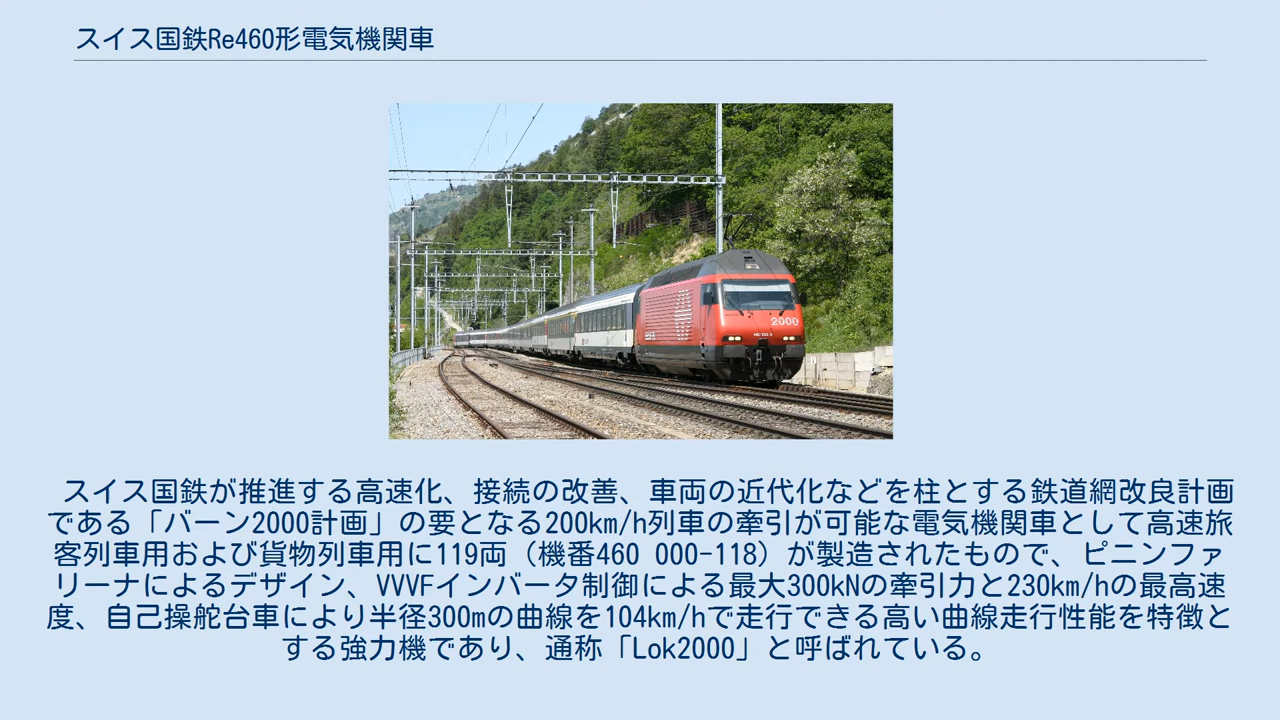 スイス国鉄Re460形電気機関車
2000
スイス国鉄が推進する高速化、接続の改善、車両の近代化などを柱とする鉄道網改良計画
である「バーン2000計画」の要となる200km/h列車の牽引が可能な電気機関車として高速旅
客列車用および貨物列車用に119両（機番460 000-118）が製造されたもので、ピニンファ
リーナによるデザイン、VVVFインバータ制御による最大300kNの牽引力と230km/hの最高速
度、自己操舵台車により半径300mの曲線を104km/hで走行できる高い曲線走行性能を特徴と
する強力機であり、通称「Lok2000」と呼ばれている。